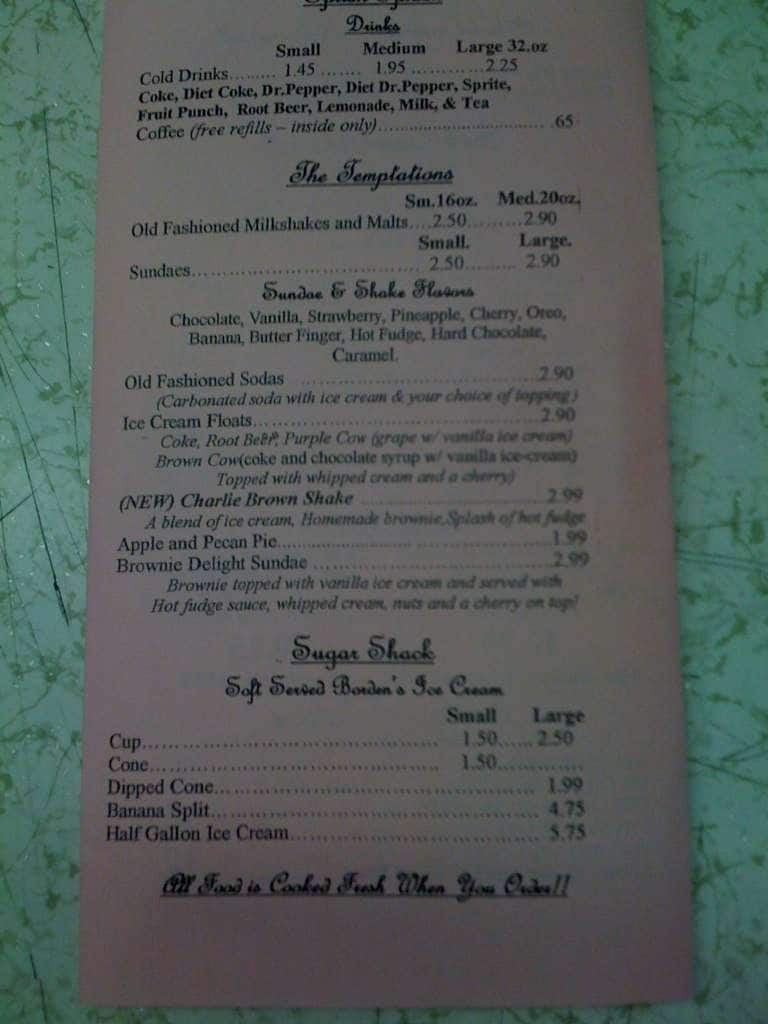 Drinks
Small Medium Large 32.oz
Cold Drinks......... 1.45 ....... 1.95 .............2.25
Coke, Diet Coke, Dr.Pepper, Diet Dr.Pepper, Sprite,
Fruit Punch, Root Beer, Lemonade, Milk, & Tea
Coffee (free refills – inside only)................................. .65
The Temptations
Sm.16oz. Med.20oz.
Old Fashioned Milkshakes and Malts....2.50..........2.90
Small. Large.
Sundaes....................................... 2.50......... 2.90
Sundae & Shake Flavors
Chocolate, Vanilla, Strawberry, Pineapple, Cherry, Oreo,
Banana, Butter Finger, Hot Fudge, Hard Chocolate,
Caramel.
Old Fashioned Sodas ..........................................2.90
(Carbonated soda with ice cream & your choice of topping )
Ice Cream Floats.................................................2.90
Coke, Root Beer, Purple Cow (grape w/ vanilla ice cream)
Brown Cow(coke and chocolate syrup w/ vanilla ice-cream)
Topped with whipped cream and a cherry)
(NEW) Charlie Brown Shake ................................2.99
A blend of ice cream, Homemade brownie,Splash of hot fudge
Apple and Pecan Pie...............................................1.99
Brownie Delight Sundae .........................................2.99
Brownie topped with vanilla ice cream and served with
Hot fudge sauce, whipped cream, nuts and a cherry on top!
Sugar Shack
Soft Served Borden's Ice Cream
Small Large
Cup.................................................... 1.50...... 2.50
Cone................................................... 1.50..............
Dipped Cone......................................................... 1.99
Banana Split......................................................... 4.75
Half Gallon Ice Cream.......................................... 5.75
All Food is Cooked Fresh When You Order!!